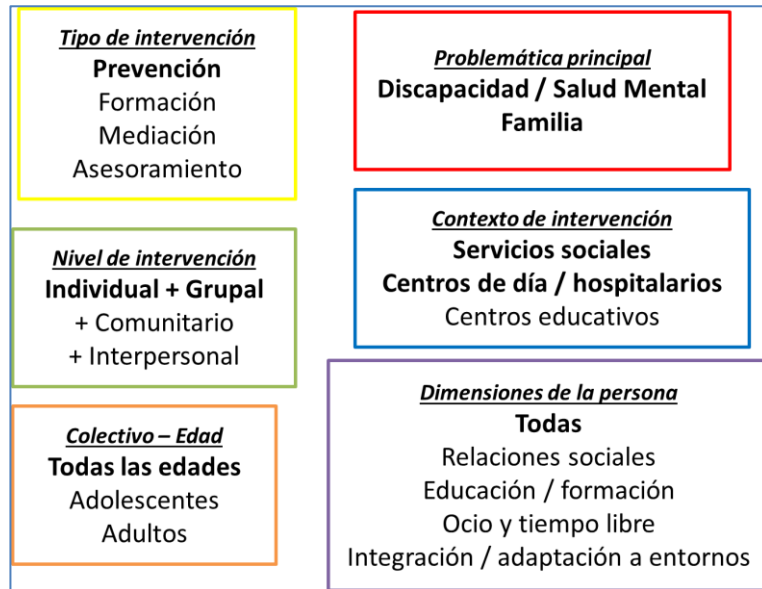 Tipo de intervención
Prevención
Formación
Mediación
Asesoramiento
Problemática principal
Discapacidad / Salud Mental
Familia
Nivel de intervención
Individual + Grupal
+ Comunitario
+ Interpersonal
Contexto de intervención
Servicios sociales
Centros de día / hospitalarios
Centros educativos
Colectivo – Edad
Todas las edades
Adolescentes
Adultos
Dimensiones de la persona
Todas
Relaciones sociales
Educación / formación
Ocio y tiempo libre
Integración / adaptación a entornos